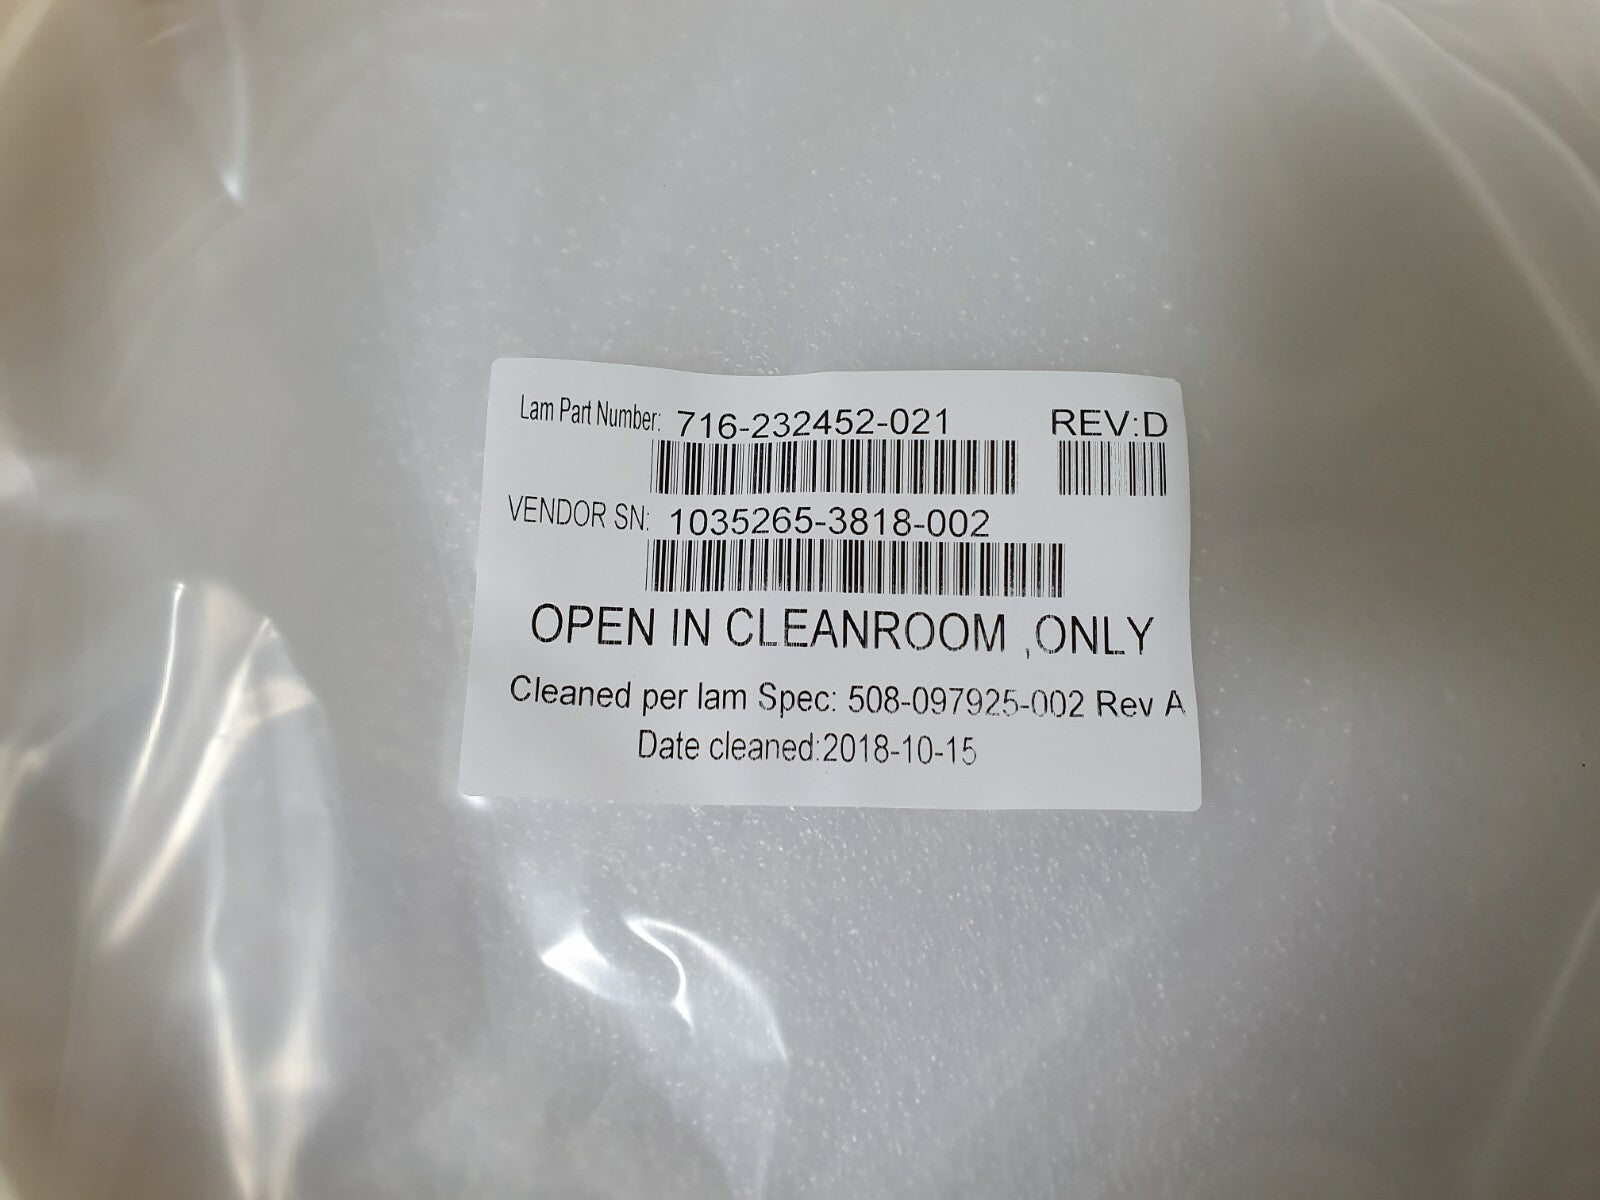 Lam Part Number: 716-232452-021 REV:D
VENDOR SN: 1035265-3818-002
OPEN IN CLEANROOM ,ONLY
Cleaned per lam Spec: 508-097925-002 Rev A
Date cleaned:2018-10-15